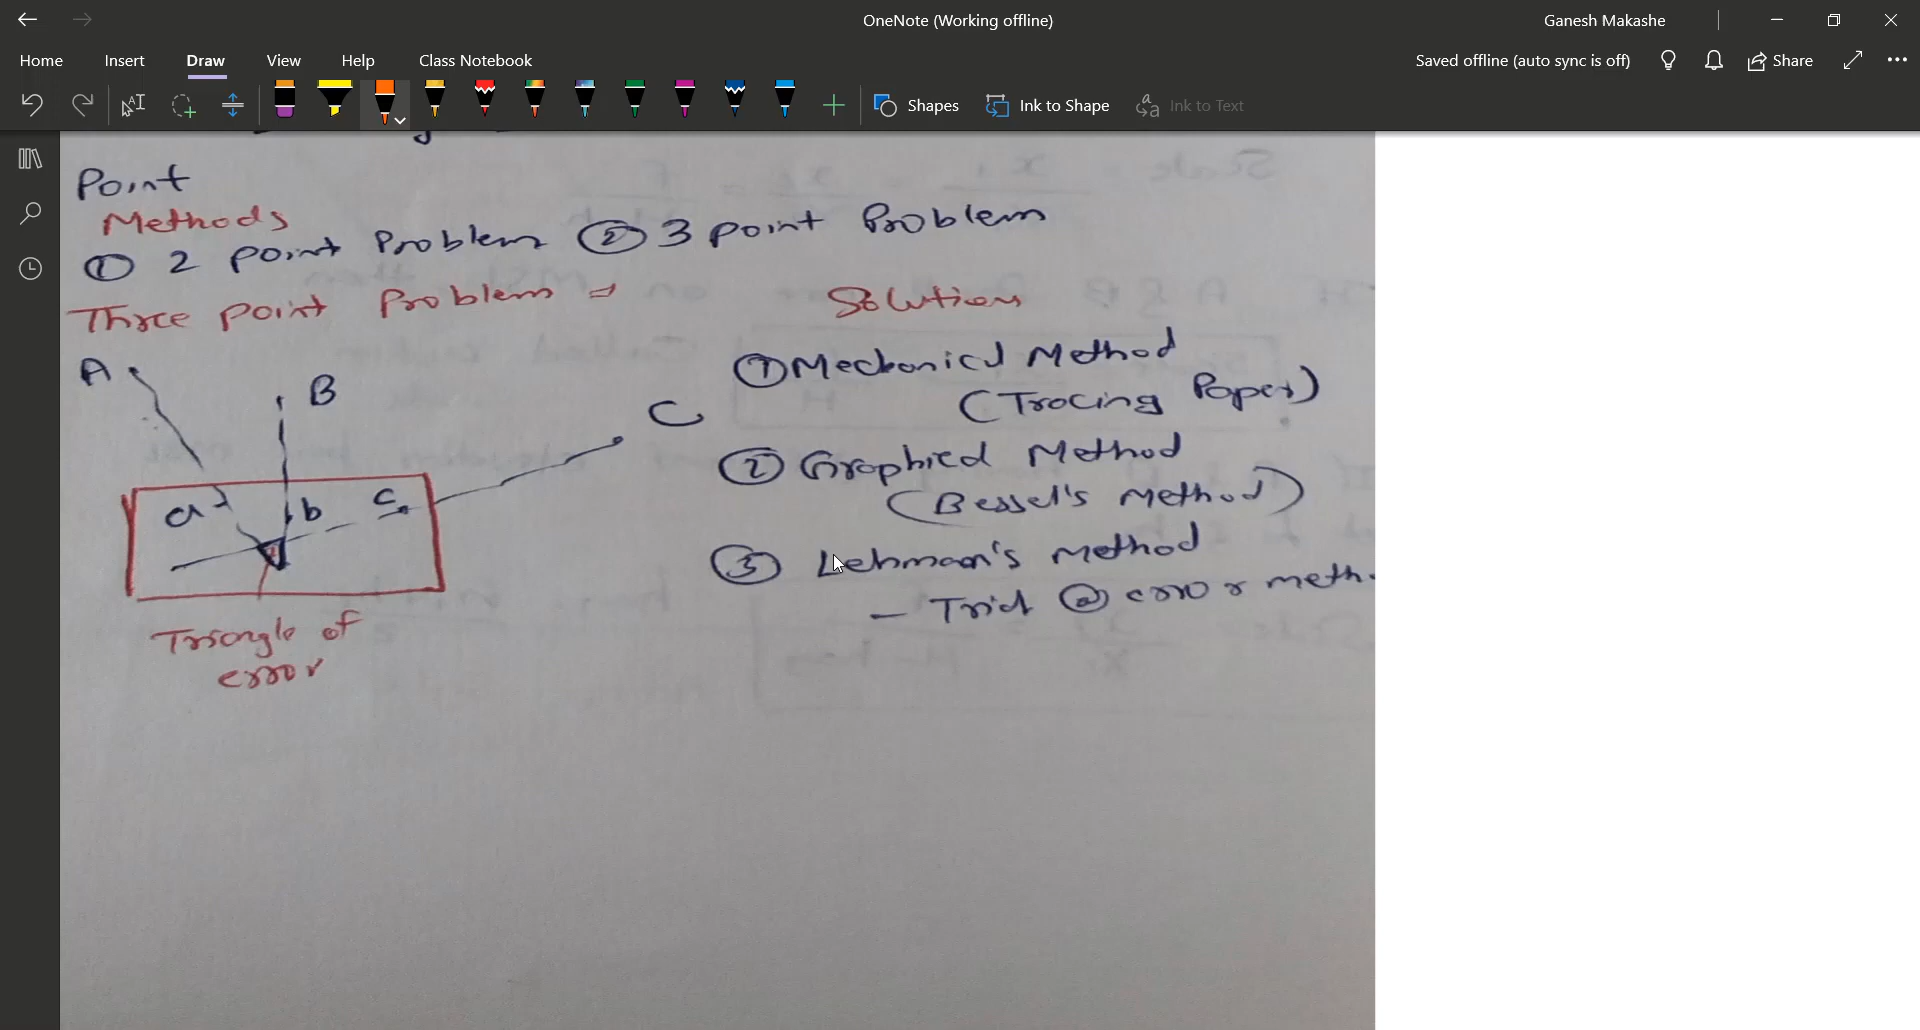 OneNote (Working offline)
Ganesh Makashe
Home Insert Draw View Help Class Notebook
Saved offline (auto sync is off) Share
Shapes Ink to Shape Ink to Text
Point
Methods
① 2 point Problem ② 3 point Problem
Three point Problem ⇒
Solution
A
B
C
a b c
Triangle of
error
① Mechanical Method
(Tracing Paper)
② Graphical Method
(Bessel's Method)
③ Lehman's Method
- Trial @ error meth